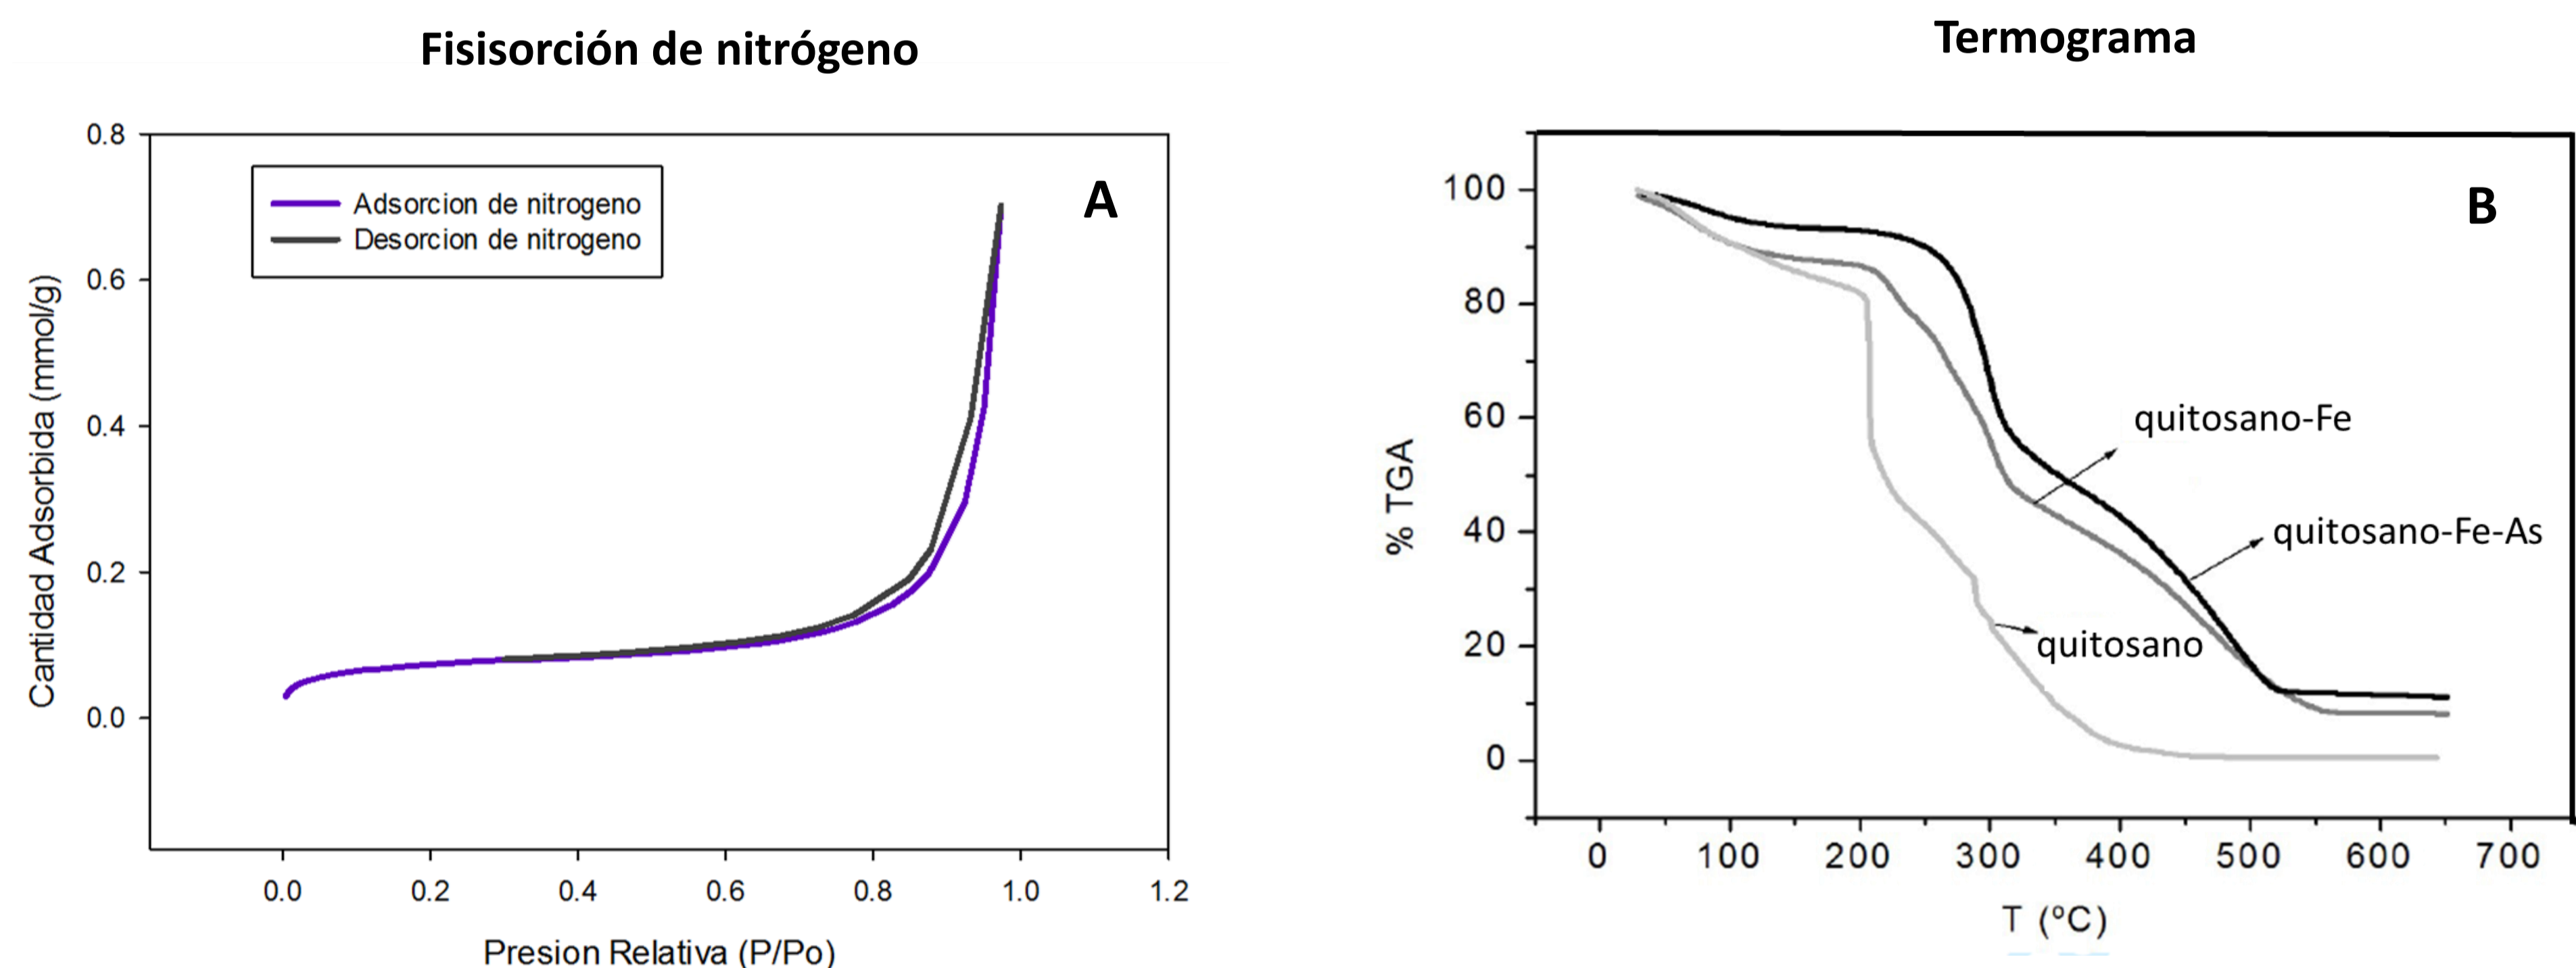 Fisisorción de nitrógeno
0.8
0.6
0.4
0.2
0.0
Cantidad Adsorbida (mmol/g)
Adsorcion de nitrogeno
Desorcion de nitrogeno
A
0.0 0.2 0.4 0.6 0.8 1.0 1.2
Presion Relativa (P/Po)
Termograma
100
80
60
40
20
0
% TGA
B
quitosano-Fe
quitosano-Fe-As
quitosano
0 100 200 300 400 500 600 700
T (ºC)